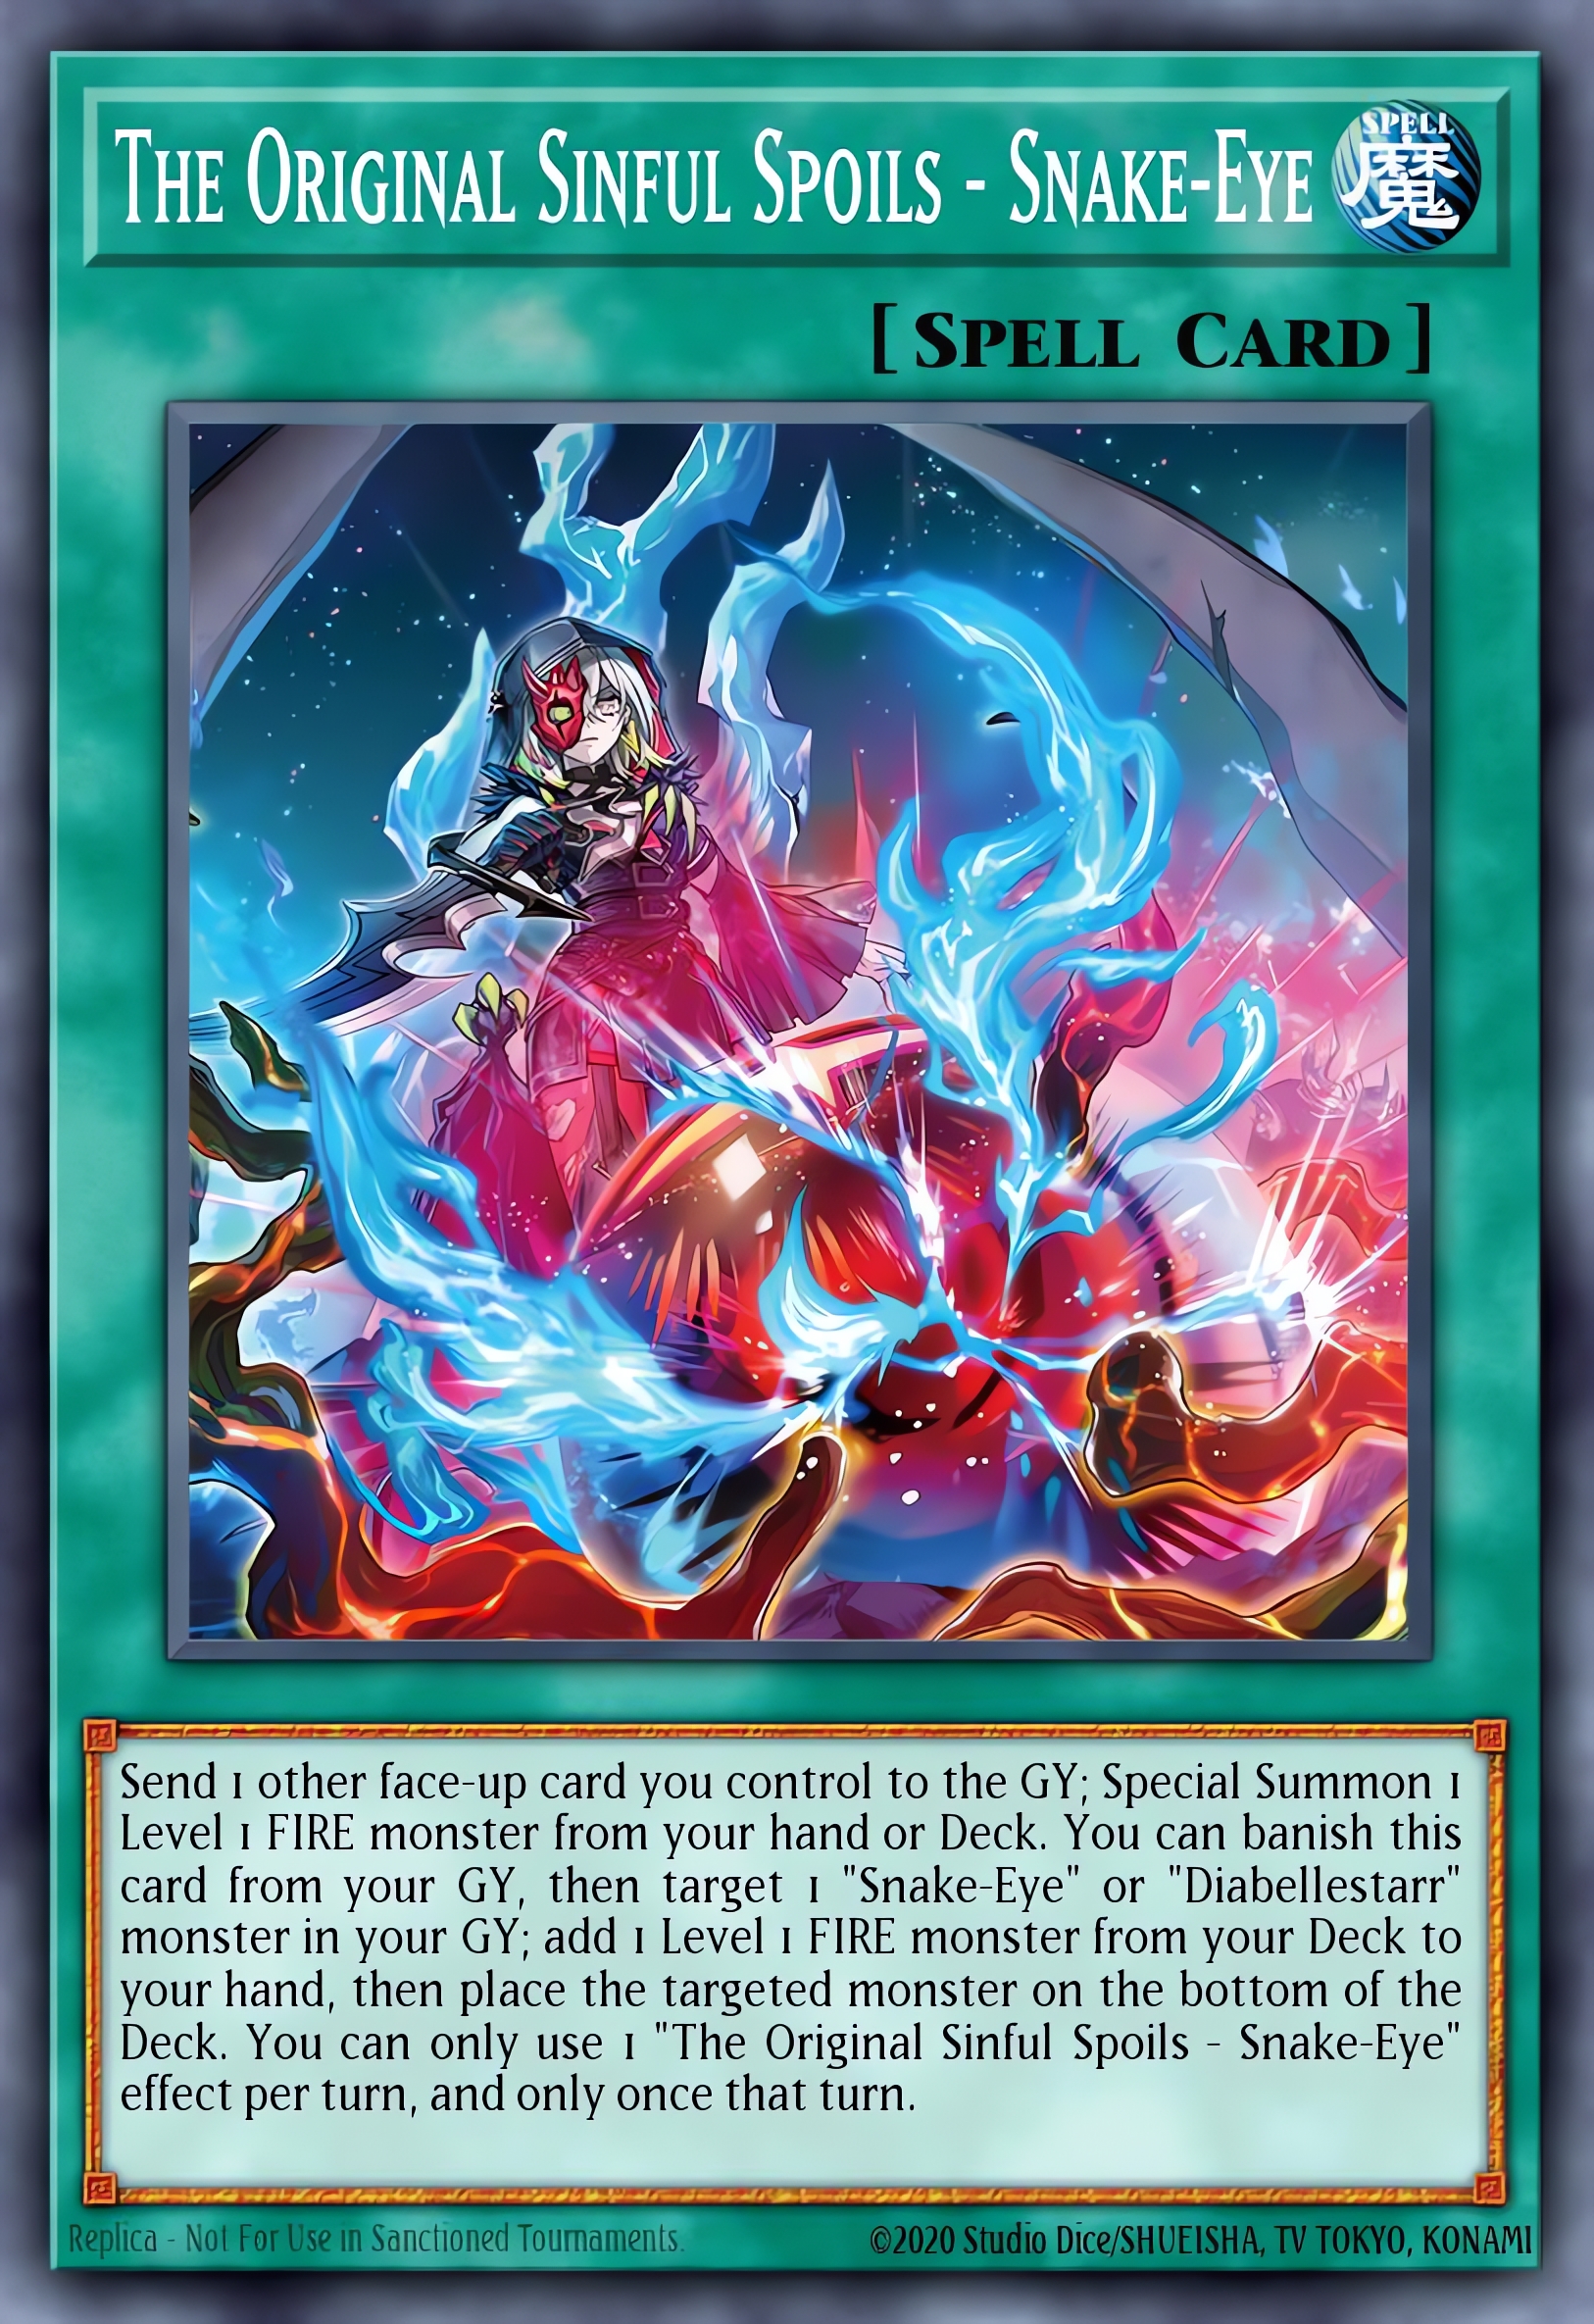 The Original Sinful Spoils - Snake-Eye
SPELL
魔
[ Spell Card ]
Send 1 other face-up card you control to the GY; Special Summon 1
Level 1 FIRE monster from your hand or Deck. You can banish this
card from your GY, then target 1 "Snake-Eye" or "Diabellestarr"
monster in your GY; add 1 Level 1 FIRE monster from your Deck to
your hand, then place the targeted monster on the bottom of the
Deck. You can only use 1 "The Original Sinful Spoils - Snake-Eye"
effect per turn, and only once that turn.
Replica - Not For Use in Sanctioned Tournaments.
©2020 Studio Dice/SHUEISHA, TV TOKYO, KONAMI